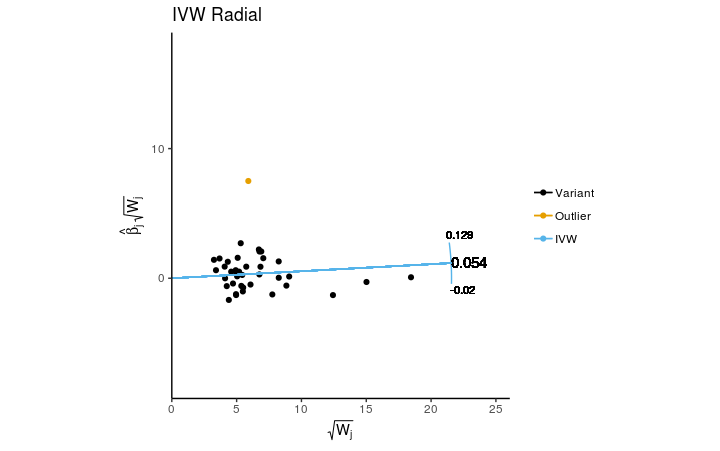 IVW Radial
10
0
β̂j√Wj
0.129
0.054
-0.02
0 5 10 15 20 25
√Wj
Variant
Outlier
IVW